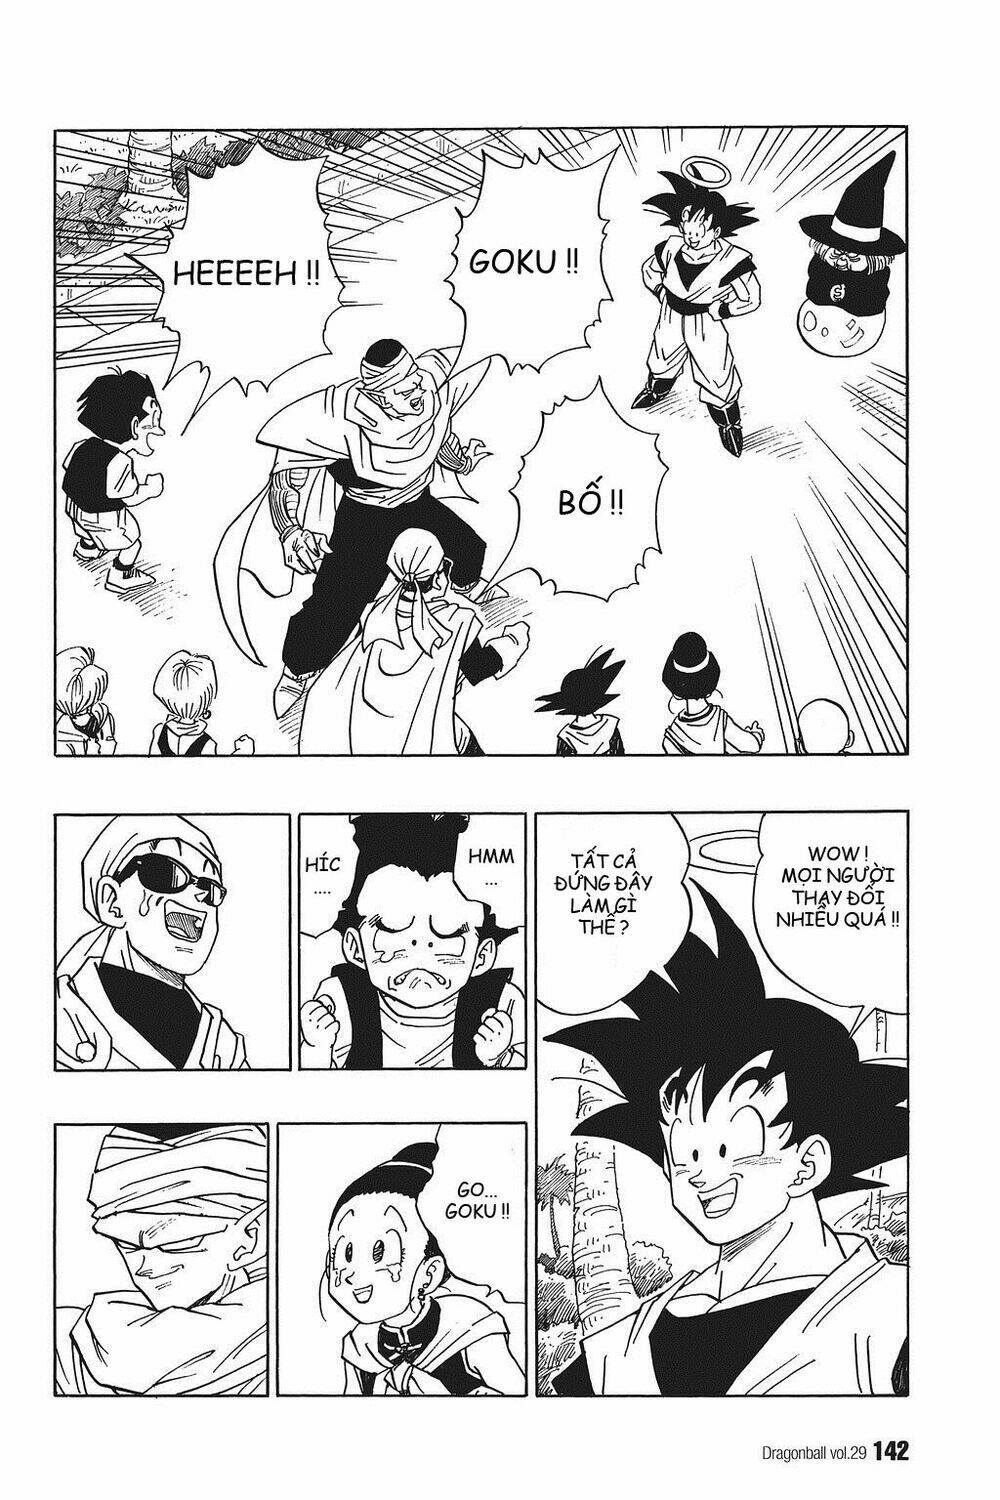 HEEEEH !!
GOKU !!
BỐ !!
S
HÍC
....
HMM
...
TẤT CẢ
ĐỨNG ĐÂY
LÀM GÌ
THẾ ?
WOW !
MỌI NGƯỜI
THAY ĐỔI
NHIỀU QUÁ !!
GO...
GOKU !!
Dragonball vol.29 142